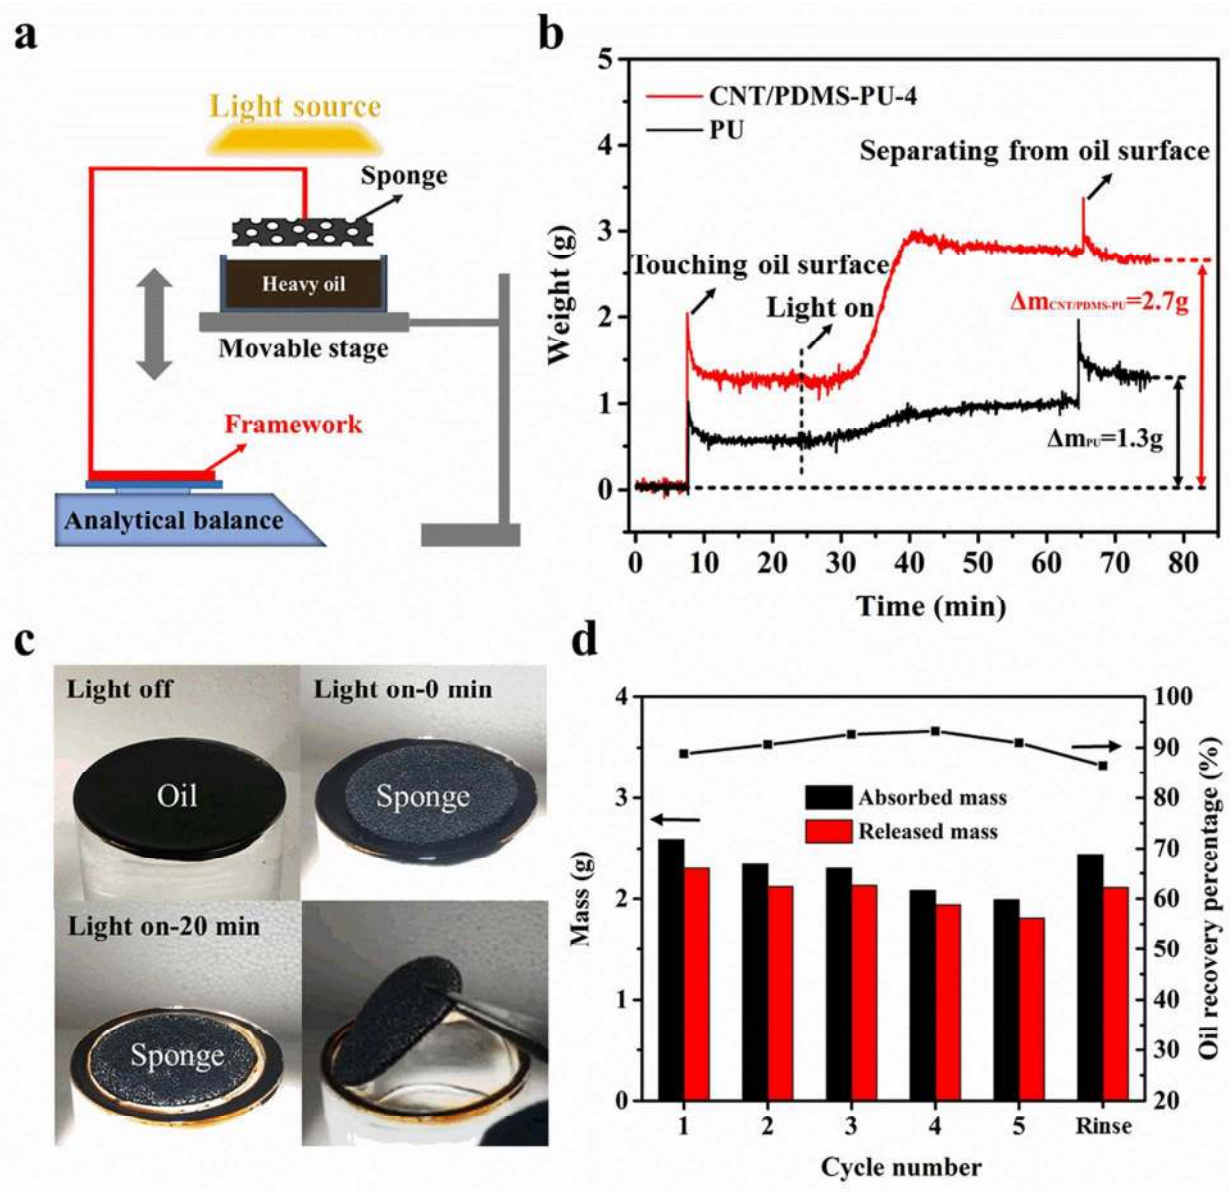 a
Light source
Sponge
Heavy oil
Movable stage
Framework
Analytical balance
b
5
4
3
2
1
0
Weight (g)
CNT/PDMS-PU-4
PU
Separating from oil surface
Touching oil surface
Light on
Δm_CNT/PDMS-PU=2.7g
Δm_PU=1.3g
0 10 20 30 40 50 60 70 80
Time (min)
c
Light off
Oil
Light on-0 min
Sponge
Light on-20 min
Sponge
d
4
3
2
1
0
Mass (g)
Absorbed mass
Released mass
100
90
80
70
60
50
40
30
20
Oil recovery percentage (%)
1 2 3 4 5 Rinse
Cycle number